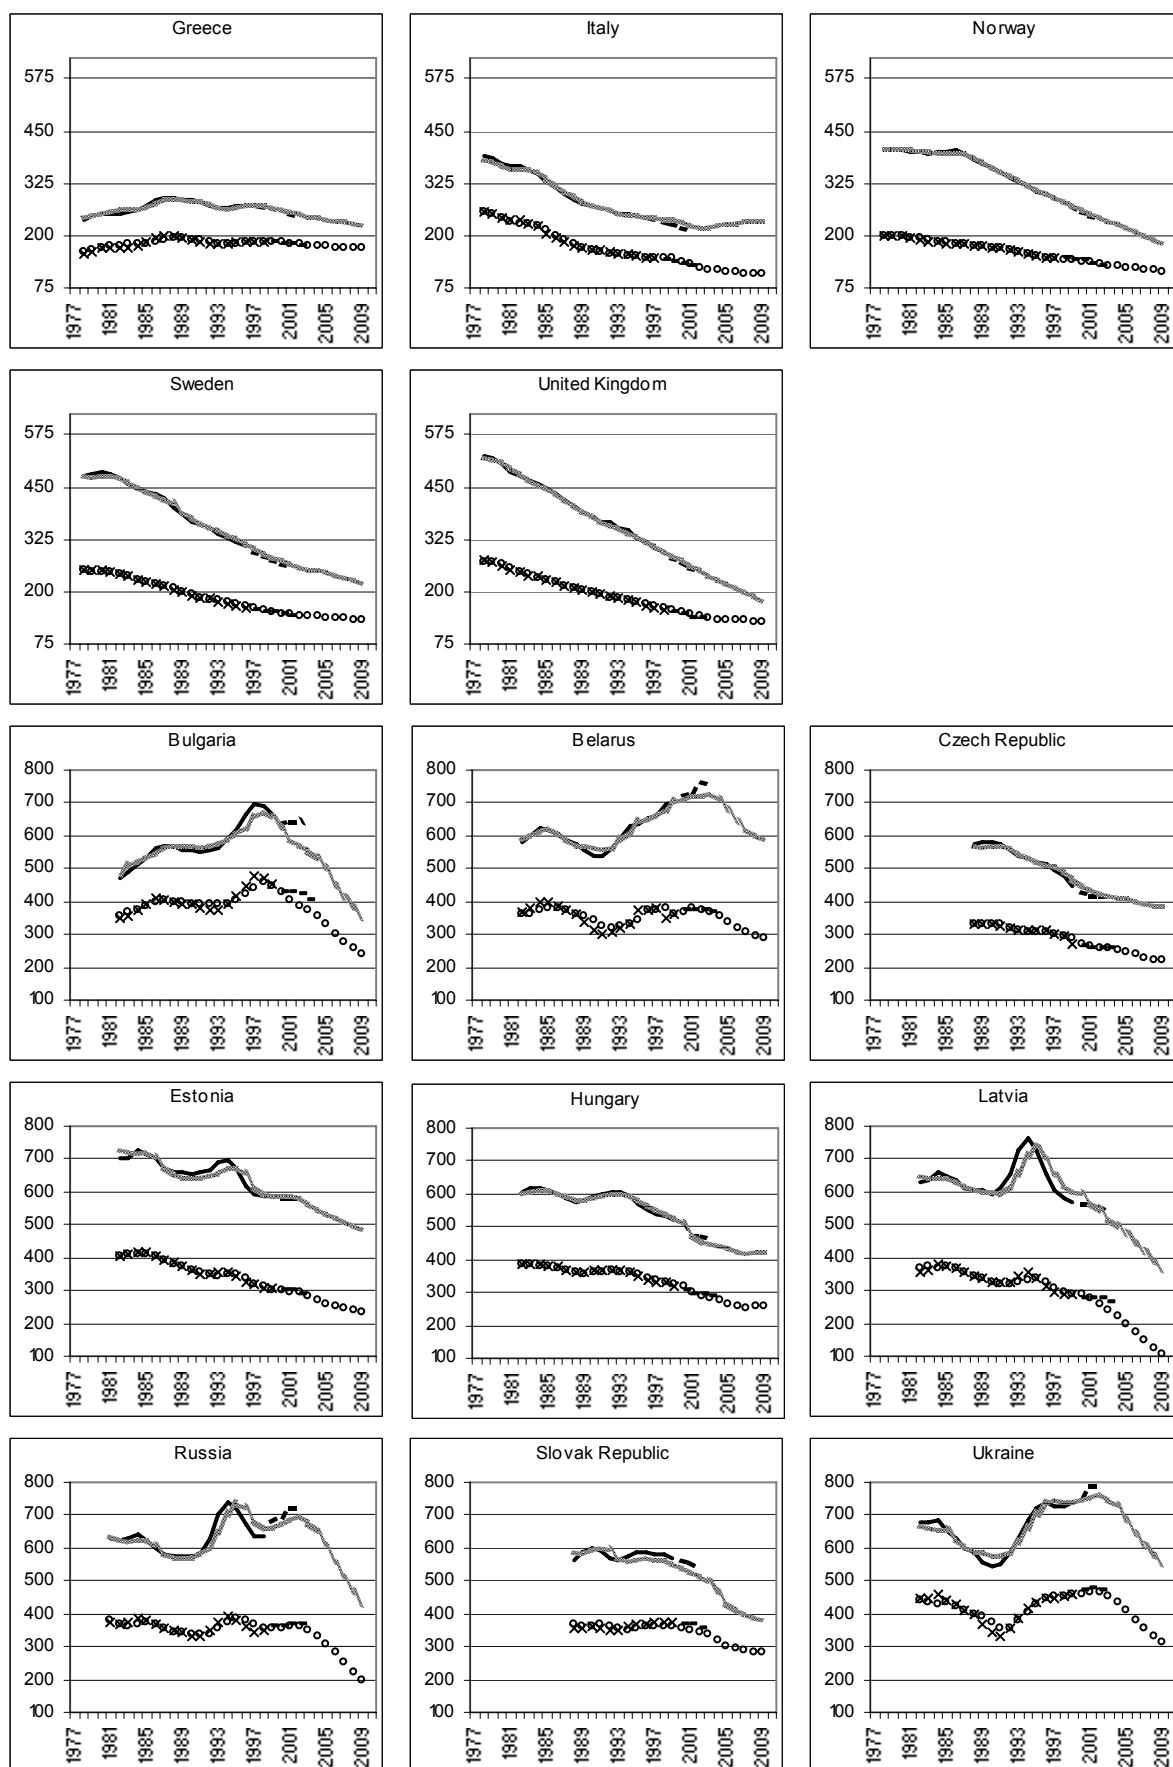 Greece Italy Norway
575 575 575
450 450 450
325 325 325
200 200 200
75 75 75
1977 1981 1985 1989 1993 1997 2001 2005 2009 1977 1981 1985 1989 1993 1997 2001 2005 2009 1977 1981 1985 1989 1993 1997 2001 2005 2009
Sweden United Kingdom
575 575
450 450
325 325
200 200
75 75
1977 1981 1985 1989 1993 1997 2001 2005 2009 1977 1981 1985 1989 1993 1997 2001 2005 2009
Bulgaria Belarus Czech Republic
800 800 800
700 700 700
600 600 600
500 500 500
400 400 400
300 300 300
200 200 200
100 100 100
1977 1981 1985 1989 1993 1997 2001 2005 2009 1977 1981 1985 1989 1993 1997 2001 2005 2009 1977 1981 1985 1989 1993 1997 2001 2005 2009
Estonia Hungary Latvia
800 800 800
700 700 700
600 600 600
500 500 500
400 400 400
300 300 300
200 200 200
100 100 100
1977 1981 1985 1989 1993 1997 2001 2005 2009 1977 1981 1985 1989 1993 1997 2001 2005 2009 1977 1981 1985 1989 1993 1997 2001 2005 2009
Russia Slovak Republic Ukraine
800 800 800
700 700 700
600 600 600
500 500 500
400 400 400
300 300 300
200 200 200
100 100 100
1977 1981 1985 1989 1993 1997 2001 2005 2009 1977 1981 1985 1989 1993 1997 2001 2005 2009 1977 1981 1985 1989 1993 1997 2001 2005 2009